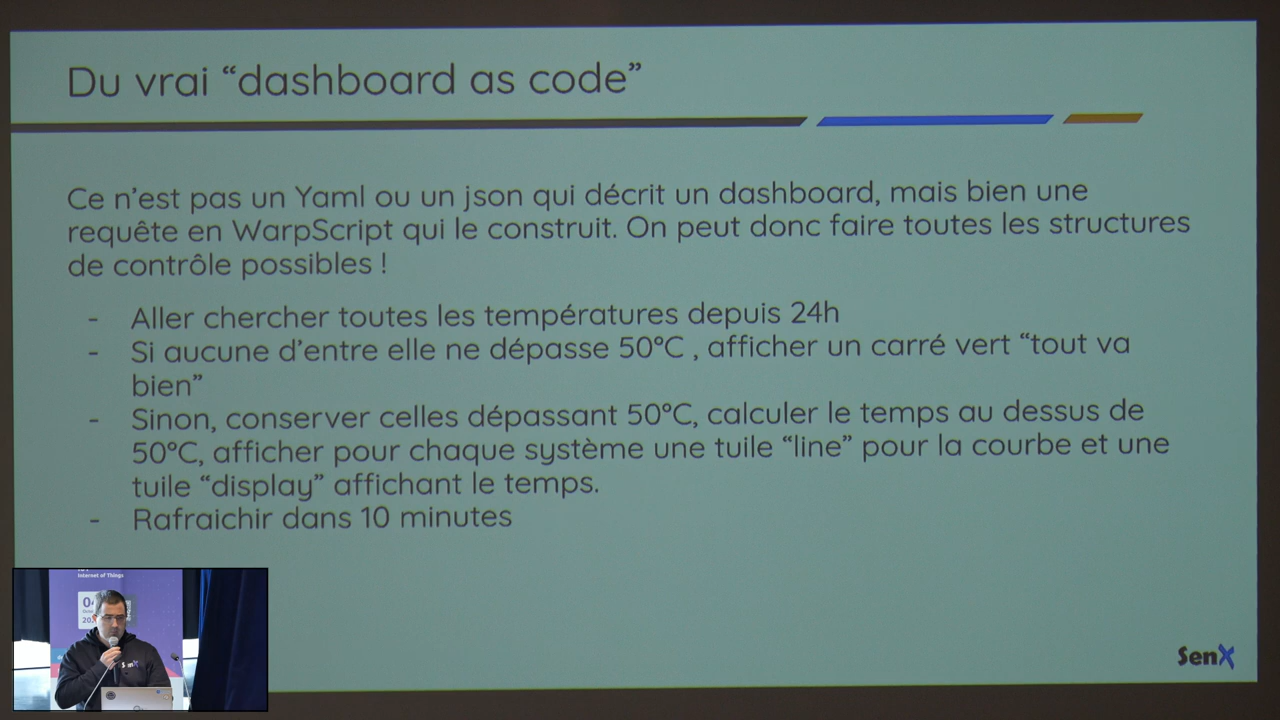 Du vrai “dashboard as code”
Ce n’est pas un Yaml ou un json qui décrit un dashboard, mais bien une
requête en WarpScript qui le construit. On peut donc faire toutes les structures
de contrôle possibles !
- Aller chercher toutes les températures depuis 24h
- Si aucune d’entre elle ne dépasse 50°C , afficher un carré vert “tout va
bien”
- Sinon, conserver celles dépassant 50°C, calculer le temps au dessus de
50°C, afficher pour chaque système une tuile “line” pour la courbe et une
tuile “display” affichant le temps.
- Rafraichir dans 10 minutes
SenX
Internet of Things
SenX